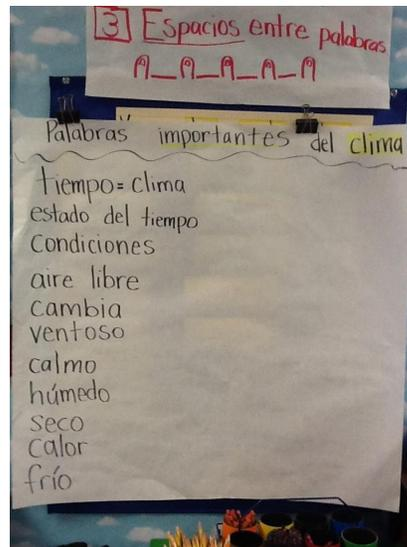 3 Espacios entre palabras
Palabras importantes del clima
tiempo = clima
estado del tiempo
condiciones
aire libre
cambia
ventoso
calmo
húmedo
seco
calor
frío